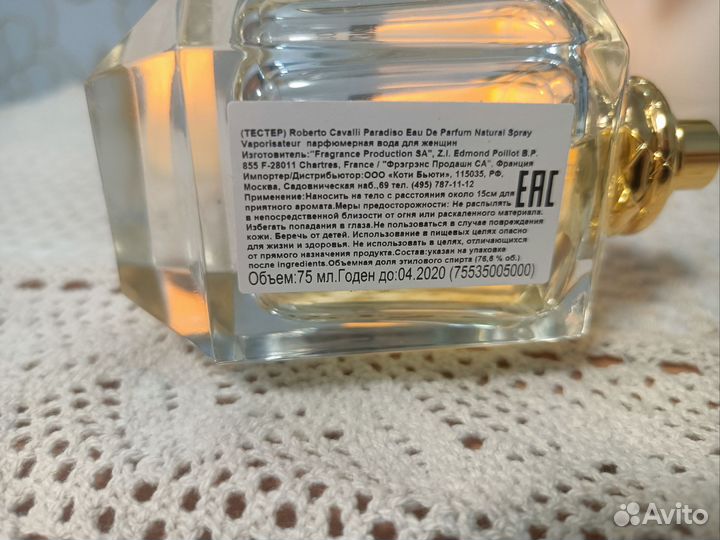 (ТЕСТЕР) Roberto Cavalli Paradiso Eau De Parfum Natural Spray
Vaporisateur парфюмерная вода для женщин
Изготовитель:"Fragrance Production SA", Z.I. Edmond Poillot B.P.
855 F-28011 Chartres, France / "Фрэгрэнс Продашн СА". Франция
Импортер/Дистрибьютор:ООО «Коти Бьюти», 115035, РФ,
Москва, Садовническая наб.,69 тел. (495) 787-11-12
Применение:Наносить на тело с расстояния около 15см для
приятного аромата.Меры предосторожности: Не распылять
в непосредственной близости от огня или раскаленного материала.
Избегать попадания в глаза.Не пользоваться в случае повреждения
кожи. Беречь от детей. Использование в пищевых целях опасно
для жизни и здоровья. Не использовать в целях, отличающихся
от прямого назначения продукта.Состав:указан на упаковке
после ingredients.Объемная доля этилового спирта (76,6 % об.)
Объем:75 мл.Годен до:04.2020 (75535005000)
EAC
Avito